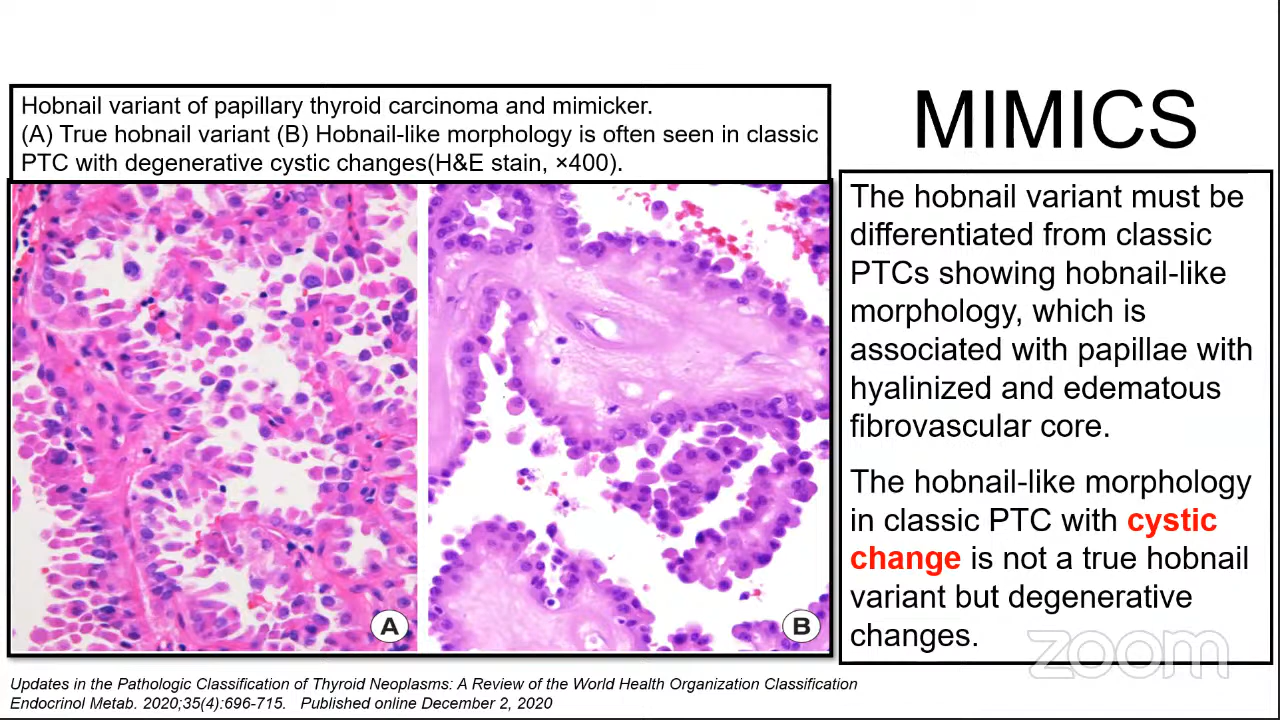 Hobnail variant of papillary thyroid carcinoma and mimicker.
(A) True hobnail variant (B) Hobnail-like morphology is often seen in classic
PTC with degenerative cystic changes(H&E stain, ×400).
MIMICS
The hobnail variant must be
differentiated from classic
PTCs showing hobnail-like
morphology, which is
associated with papillae with
hyalinized and edematous
fibrovascular core.
The hobnail-like morphology
in classic PTC with cystic
change is not a true hobnail
variant but degenerative
changes.
A
B
zoom
Updates in the Pathologic Classification of Thyroid Neoplasms: A Review of the World Health Organization Classification
Endocrinol Metab. 2020;35(4):696-715. Published online December 2, 2020